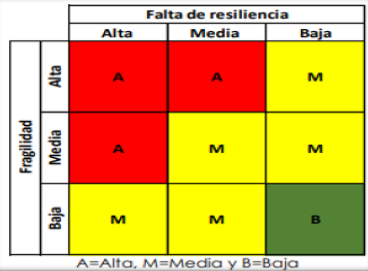 Falta de resiliencia
Alta Media Baja
Fragilidad
Alta A A M
Media A M M
Baja M M B
A=Alta, M=Media y B=Baja